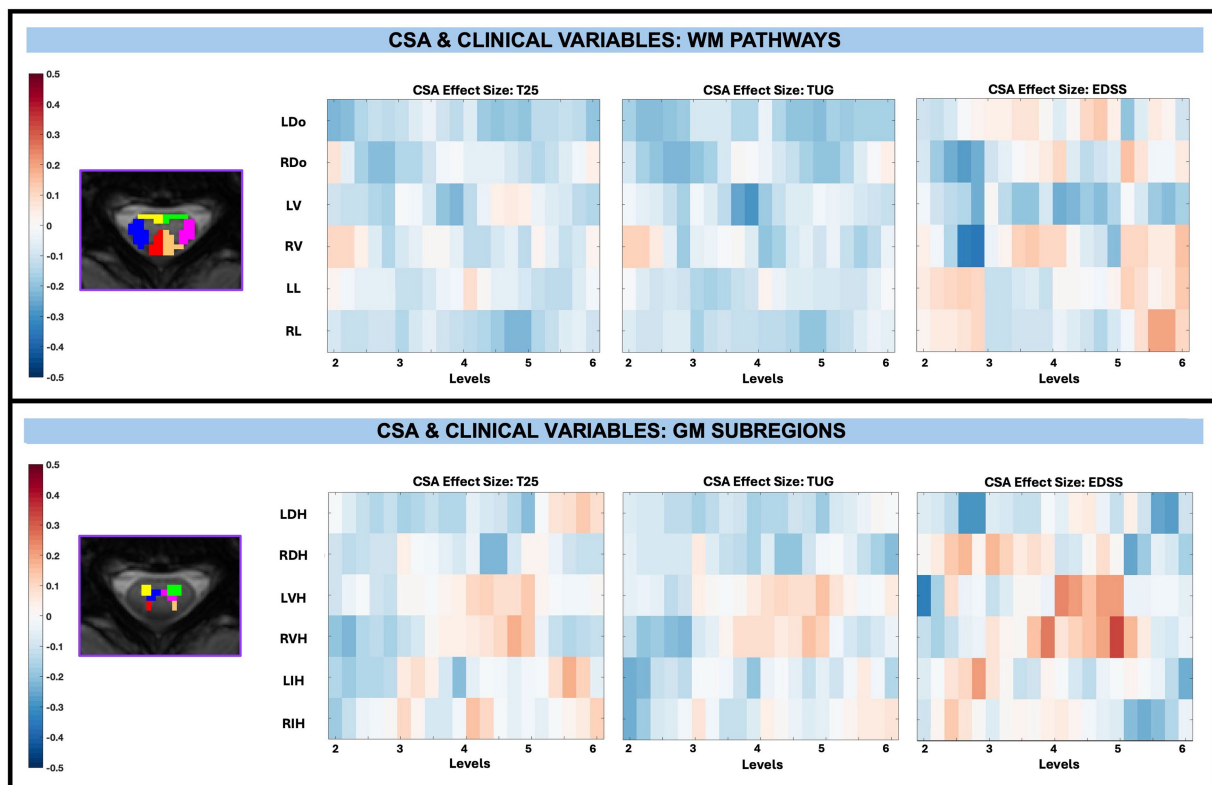 CSA & CLINICAL VARIABLES: WM PATHWAYS
CSA Effect Size: T25
CSA Effect Size: TUG
CSA Effect Size: EDSS
0.5
0.4
0.3
0.2
0.1
0
-0.1
-0.2
-0.3
-0.4
-0.5
LDo
RDo
LV
RV
LL
RL
2 3 4 5 6
2 3 4 5 6
2 3 4 5 6
Levels
Levels
Levels
CSA & CLINICAL VARIABLES: GM SUBREGIONS
CSA Effect Size: T25
CSA Effect Size: TUG
CSA Effect Size: EDSS
0.5
0.4
0.3
0.2
0.1
0
-0.1
-0.2
-0.3
-0.4
-0.5
LDH
RDH
LVH
RVH
LIH
RIH
2 3 4 5 6
2 3 4 5 6
2 3 4 5 6
Levels
Levels
Levels